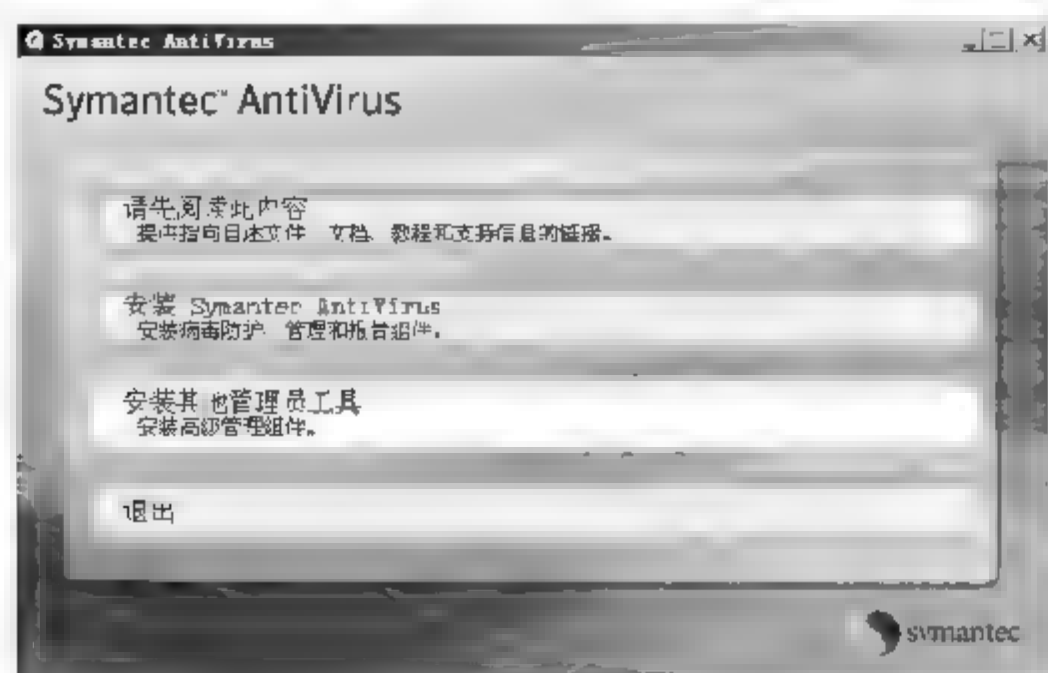 Symantec AntiVirus
Symantec™ AntiVirus
请先阅读此内容
提供指向自述文件、文档、教程和支持信息的链接。
安装 Symantec AntiVirus
安装病毒防护、管理和报告组件。
安装其他管理员工具
安装高级管理组件。
退出
symantec